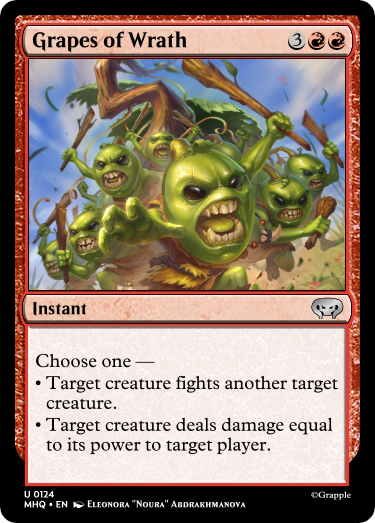 Grapes of Wrath 3
Instant
Choose one —
• Target creature fights another target
creature.
• Target creature deals damage equal
to its power to target player.
U 0124
MHQ • EN Eleonora "Noura" Abdrakhmanova
©Grapple